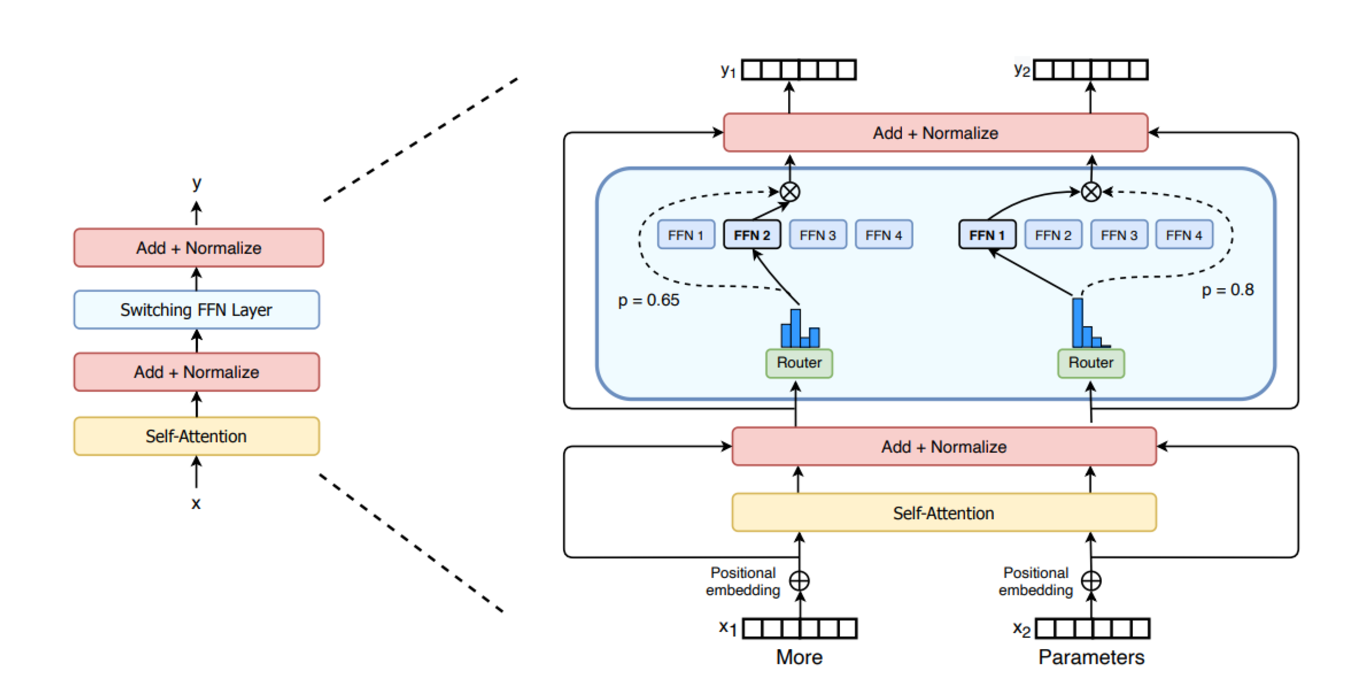 y
Add + Normalize
Switching FFN Layer
Add + Normalize
Self-Attention
x
y1
y2
Add + Normalize
FFN 1
FFN 2
FFN 3
FFN 4
FFN 1
FFN 2
FFN 3
FFN 4
p = 0.65
p = 0.8
Router
Router
Add + Normalize
Self-Attention
Positional
embedding
Positional
embedding
x1
x2
More
Parameters